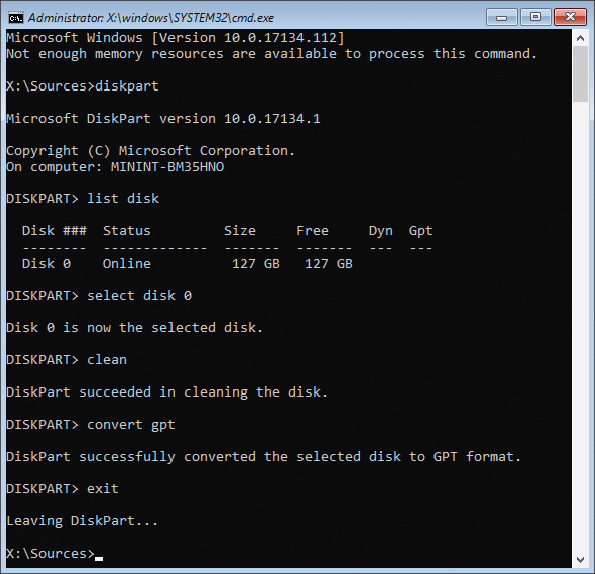 Administrator: X:\windows\SYSTEM32\cmd.exe
Microsoft Windows [Version 10.0.17134.112]
Not enough memory resources are available to process this command.
X:\Sources>diskpart
Microsoft DiskPart version 10.0.17134.1
Copyright (C) Microsoft Corporation.
On computer: MININT-BM35HNO
DISKPART> list disk
  Disk ###  Status         Size     Free     Dyn  Gpt
  --------  -------------  -------  -------  ---  ---
  Disk 0    Online          127 GB   127 GB
DISKPART> select disk 0
Disk 0 is now the selected disk.
DISKPART> clean
DiskPart succeeded in cleaning the disk.
DISKPART> convert gpt
DiskPart successfully converted the selected disk to GPT format.
DISKPART> exit
Leaving DiskPart...
X:\Sources>